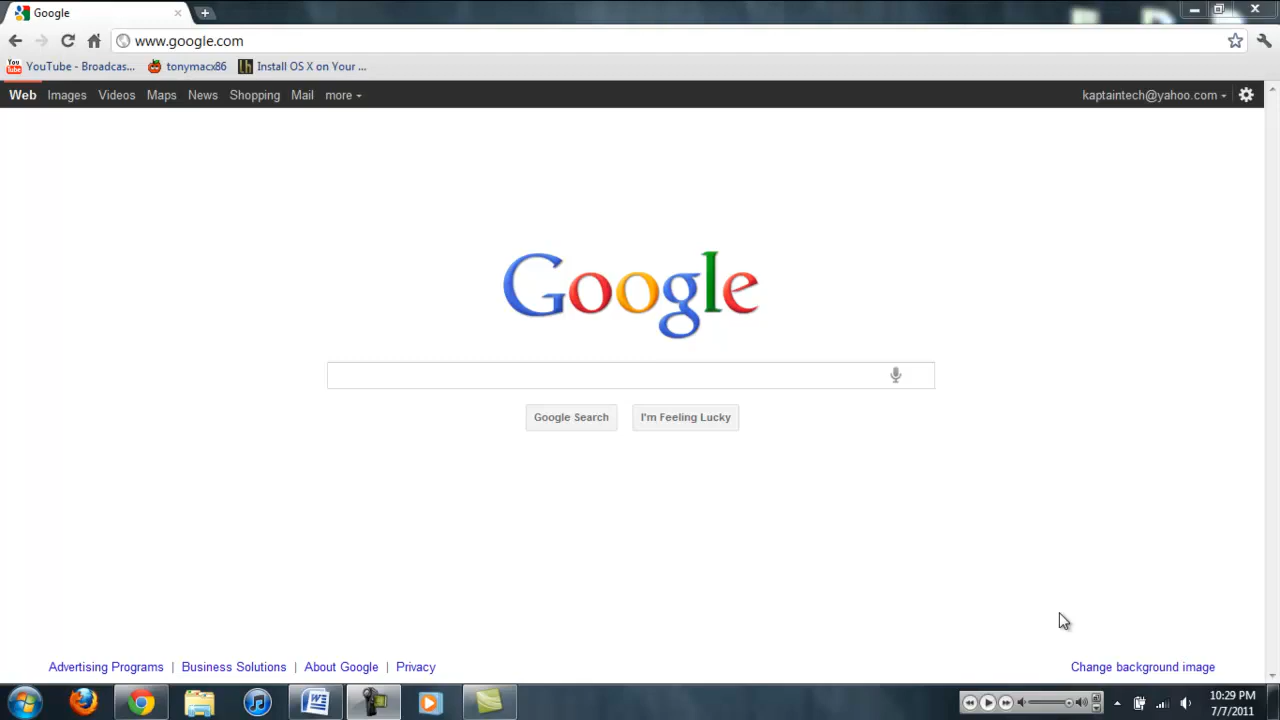 Google
www.google.com
You Tube YouTube - Broadcas... tonymacx86 Install OS X on Your ...
Web Images Videos Maps News Shopping Mail more kaptaintech@yahoo.com
Google
Google Search I'm Feeling Lucky
Advertising Programs | Business Solutions | About Google | Privacy Change background image
10:29 PM
7/7/2011